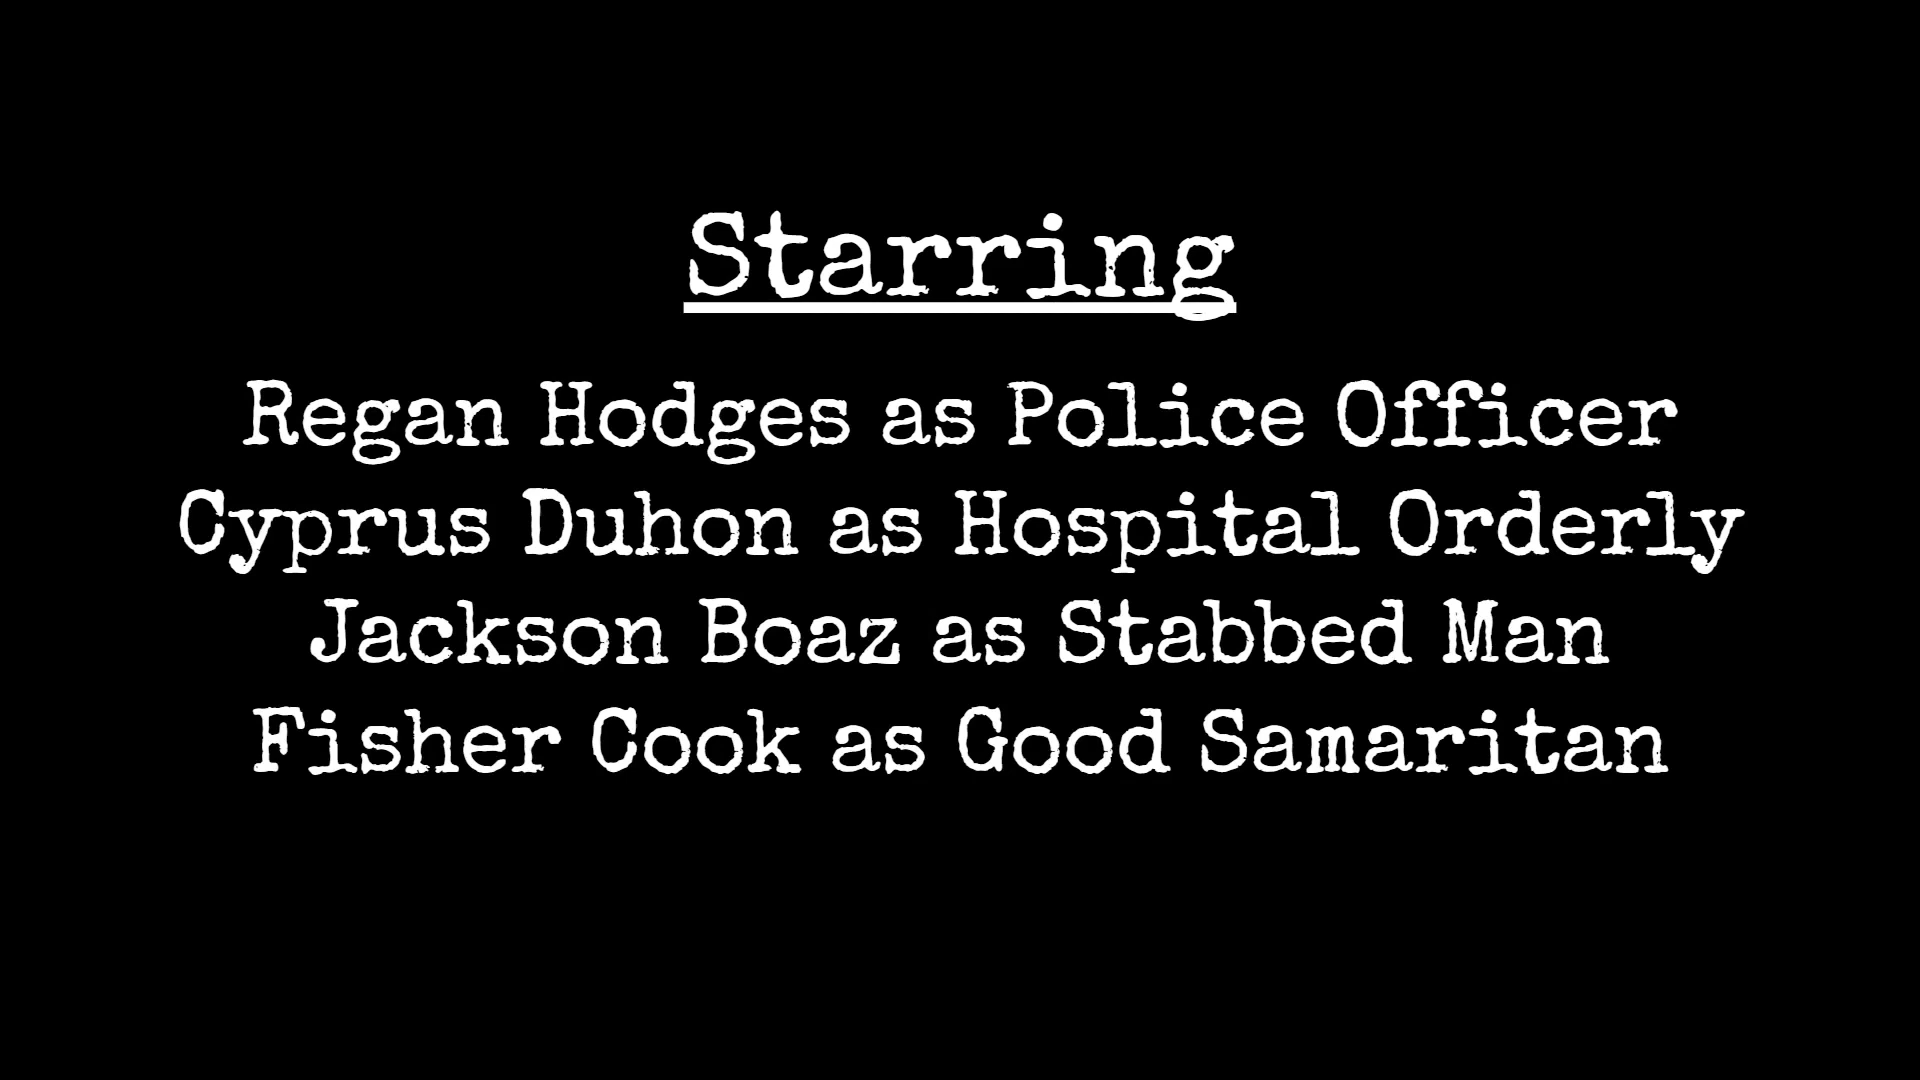 Starring
Regan Hodges as Police Officer
Cyprus Duhon as Hospital Orderly
Jackson Boaz as Stabbed Man
Fisher Cook as Good Samaritan